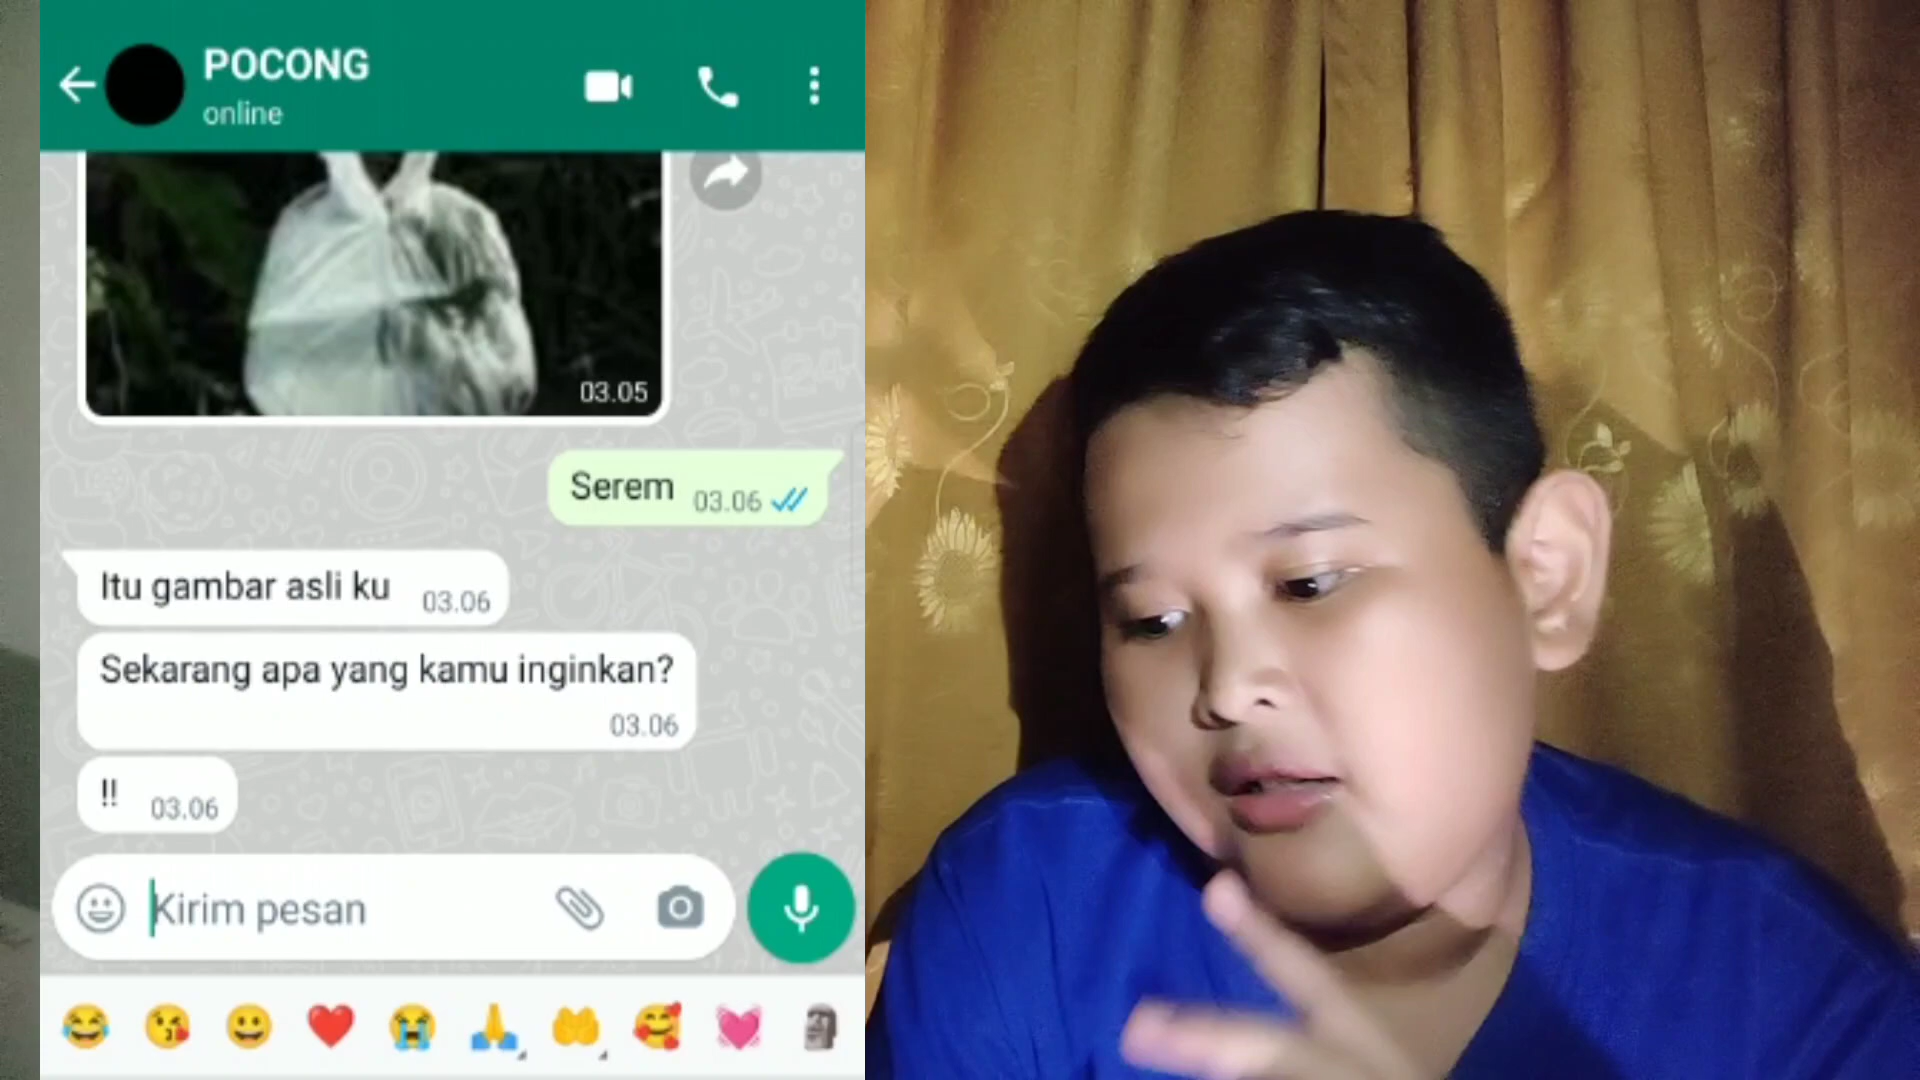 POCONG
online
03.05
Serem 03.06
Itu gambar asli ku 03.06
Sekarang apa yang kamu inginkan?
03.06
!! 03.06
Kirim pesan